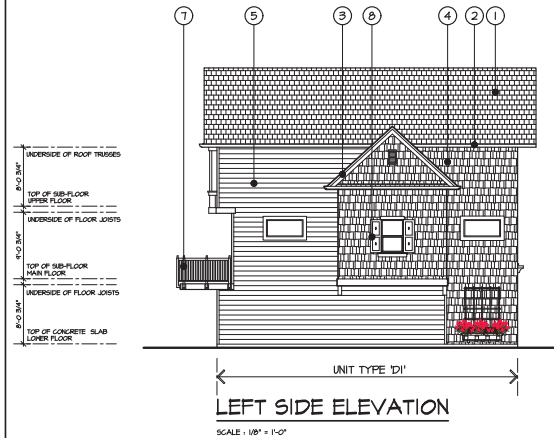 7 5 3 8 4 2 1
UNDERSIDE OF ROOF TRUSSES
8'-0 3/4"
TOP OF SUB-FLOOR
UPPER FLOOR
UNDERSIDE OF FLOOR JOISTS
9'-0 3/4"
TOP OF SUB-FLOOR
MAIN FLOOR
UNDERSIDE OF FLOOR JOISTS
8'-0 3/4"
TOP OF CONCRETE SLAB
LOWER FLOOR
UNIT TYPE 'D1'
LEFT SIDE ELEVATION
SCALE : 1/8" = 1'-0"